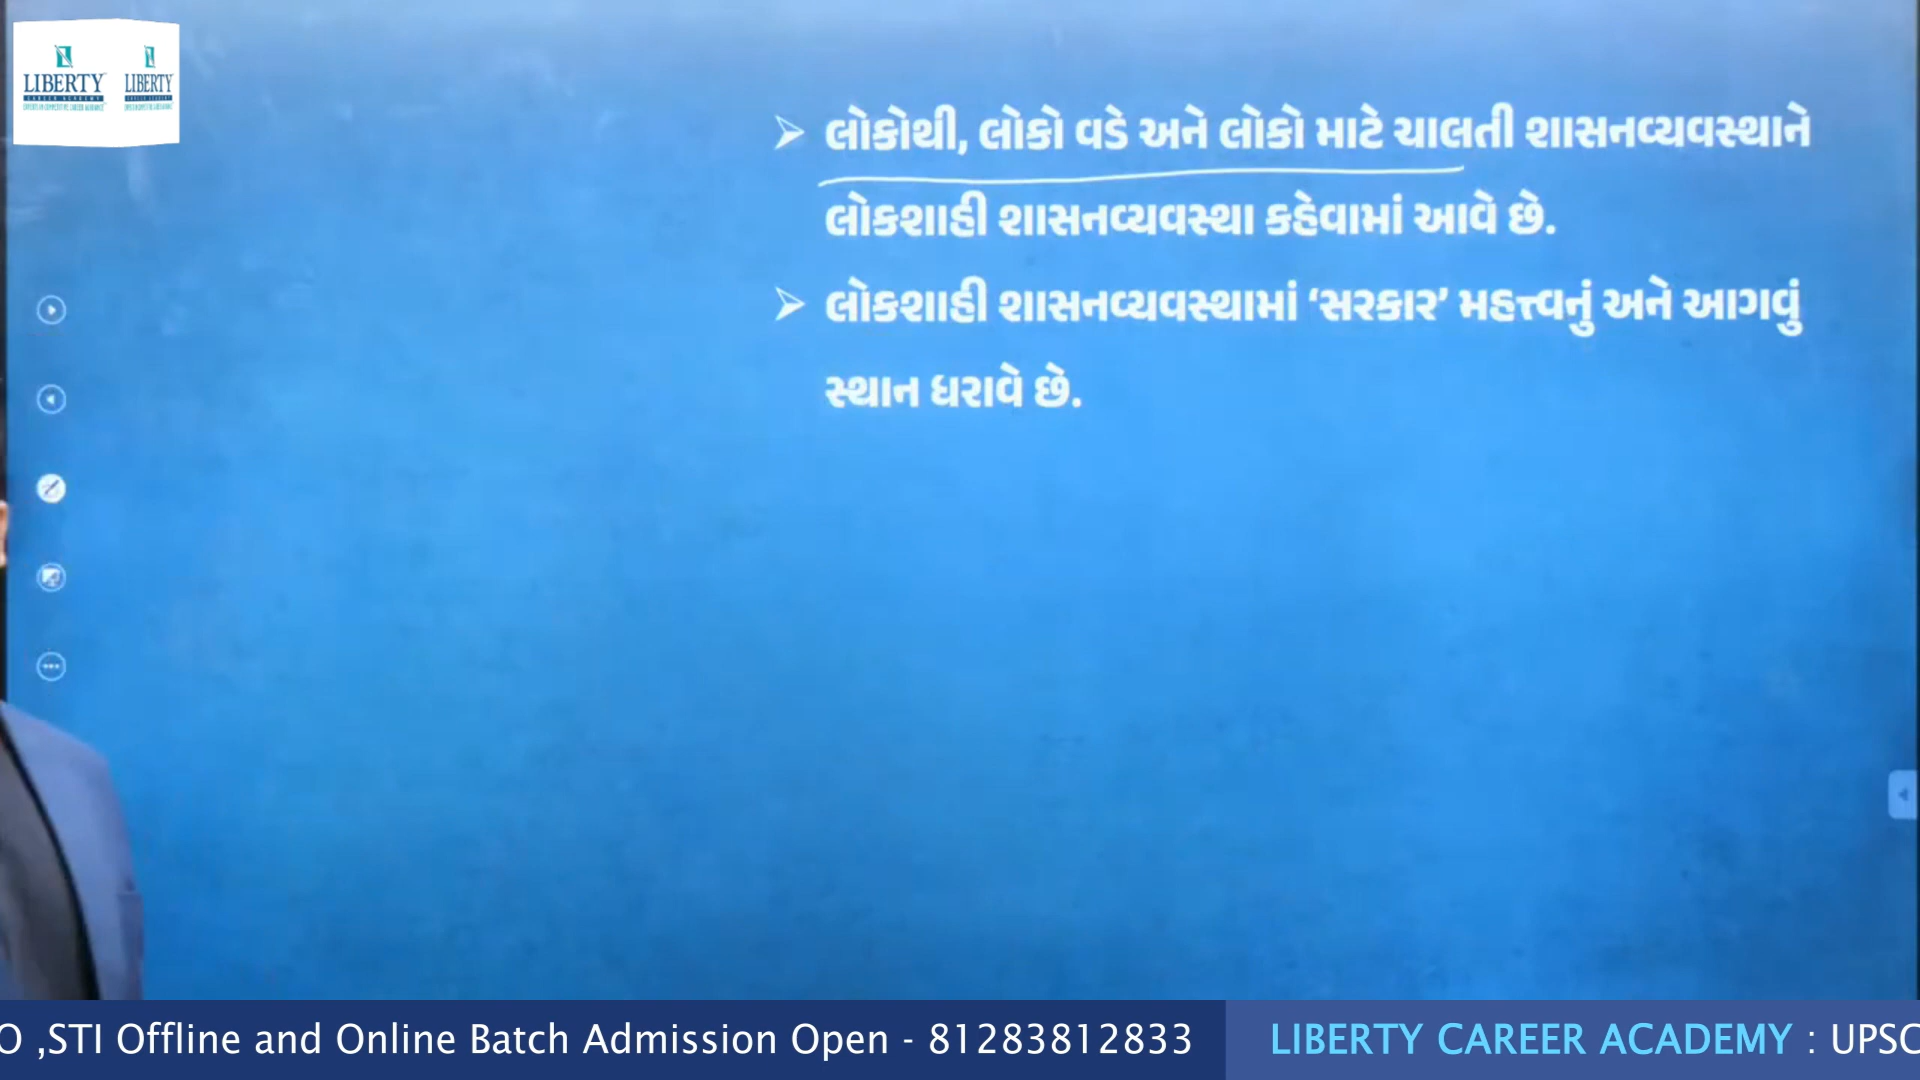 LIBERTY LIBERTY
➢ લોકોથી, લોકો વડે અને લોકો માટે ચાલતી શાસનવ્યવસ્થાને
લોકશાહી શાસનવ્યવસ્થા કહેવામાં આવે છે.
➢ લોકશાહી શાસનવ્યવસ્થામાં ‘સરકાર’ મહત્ત્વનું અને આગવું
સ્થાન ધરાવે છે.
O ,STI Offline and Online Batch Admission Open - 81283812833 LIBERTY CAREER ACADEMY : UPSC